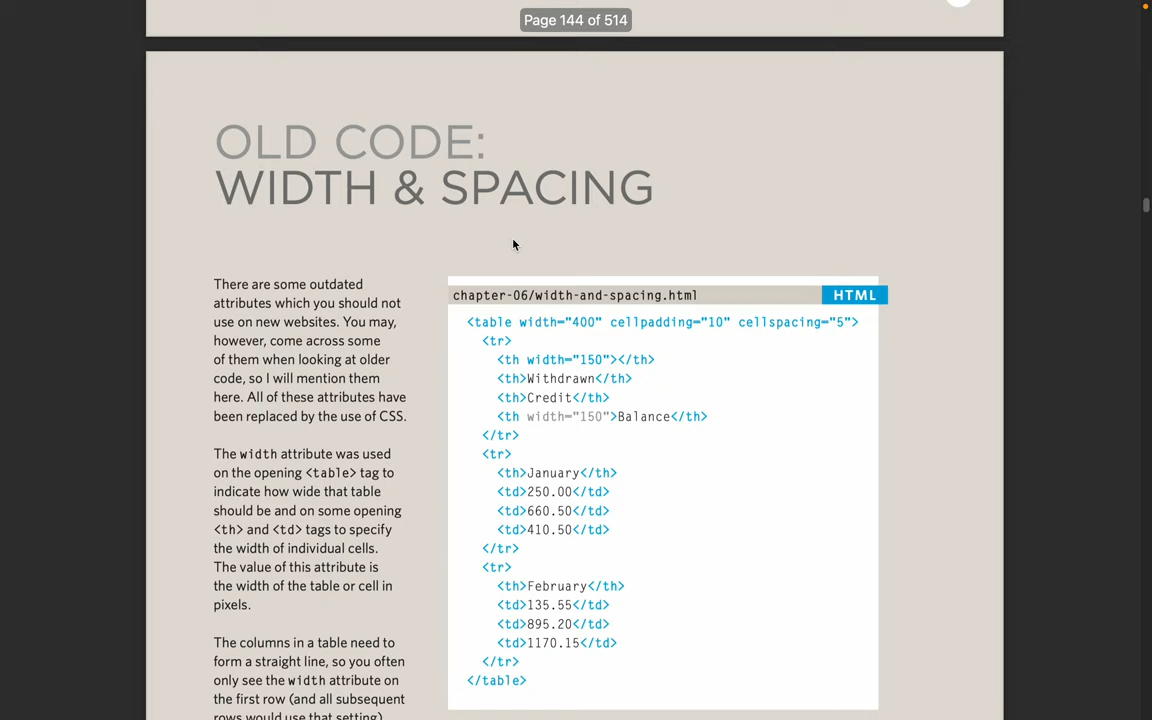 Page 144 of 514
OLD CODE:
WIDTH & SPACING
There are some outdated
attributes which you should not
use on new websites. You may,
however, come across some
of them when looking at older
code, so I will mention them
here. All of these attributes have
been replaced by the use of CSS.
The width attribute was used
on the opening <table> tag to
indicate how wide that table
should be and on some opening
<th> and <td> tags to specify
the width of individual cells.
The value of this attribute is
the width of the table or cell in
pixels.
The columns in a table need to
form a straight line, so you often
only see the width attribute on
the first row (and all subsequent
rows would use that setting).
chapter-06/width-and-spacing.html
HTML
<table width="400" cellpadding="10" cellspacing="5">
<tr>
<th width="150"></th>
<th>Withdrawn</th>
<th>Credit</th>
<th width="150">Balance</th>
</tr>
<tr>
<th>January</th>
<td>250.00</td>
<td>660.50</td>
<td>410.50</td>
</tr>
<tr>
<th>February</th>
<td>135.55</td>
<td>895.20</td>
<td>1170.15</td>
</tr>
</table>